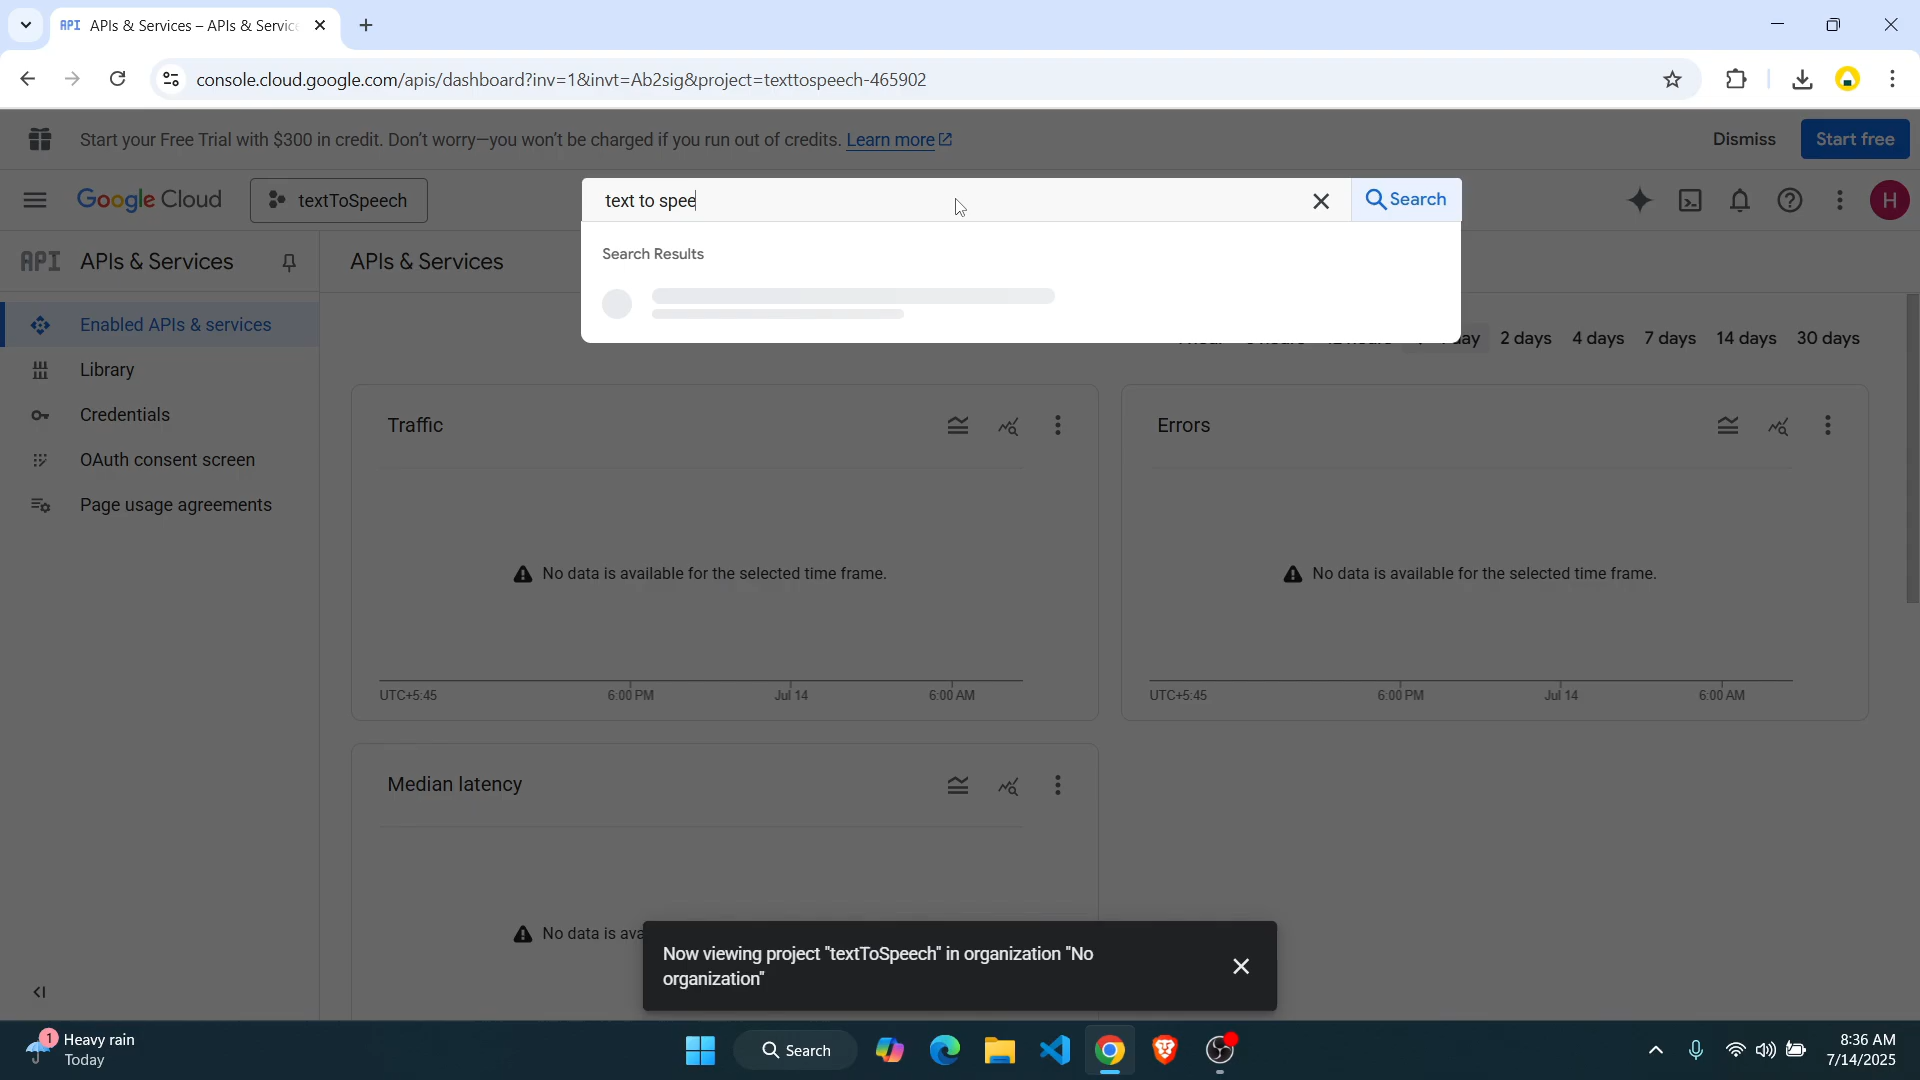 API APIs & Services – APIs & Service
console.cloud.google.com/apis/dashboard?inv=1&invt=Ab2sig&project=texttospeech-465902
Start your Free Trial with $300 in credit. Don't worry—you won't be charged if you run out of credits. Learn more
Dismiss
Start free
Google Cloud
textToSpeech
text to spee
Search
H
API APIs & Services
APIs & Services
Search Results
Enabled APIs & services
Library
Credentials
OAuth consent screen
Page usage agreements
day 2 days 4 days 7 days 14 days 30 days
Traffic
No data is available for the selected time frame.
UTC+5:45 6:00 PM Jul 14 6:00 AM
Errors
No data is available for the selected time frame.
UTC+5:45 6:00 PM Jul 14 6:00 AM
Median latency
No data is ava
Now viewing project "textToSpeech" in organization "No
organization"
1
Heavy rain
Today
Search
8:36 AM
7/14/2025